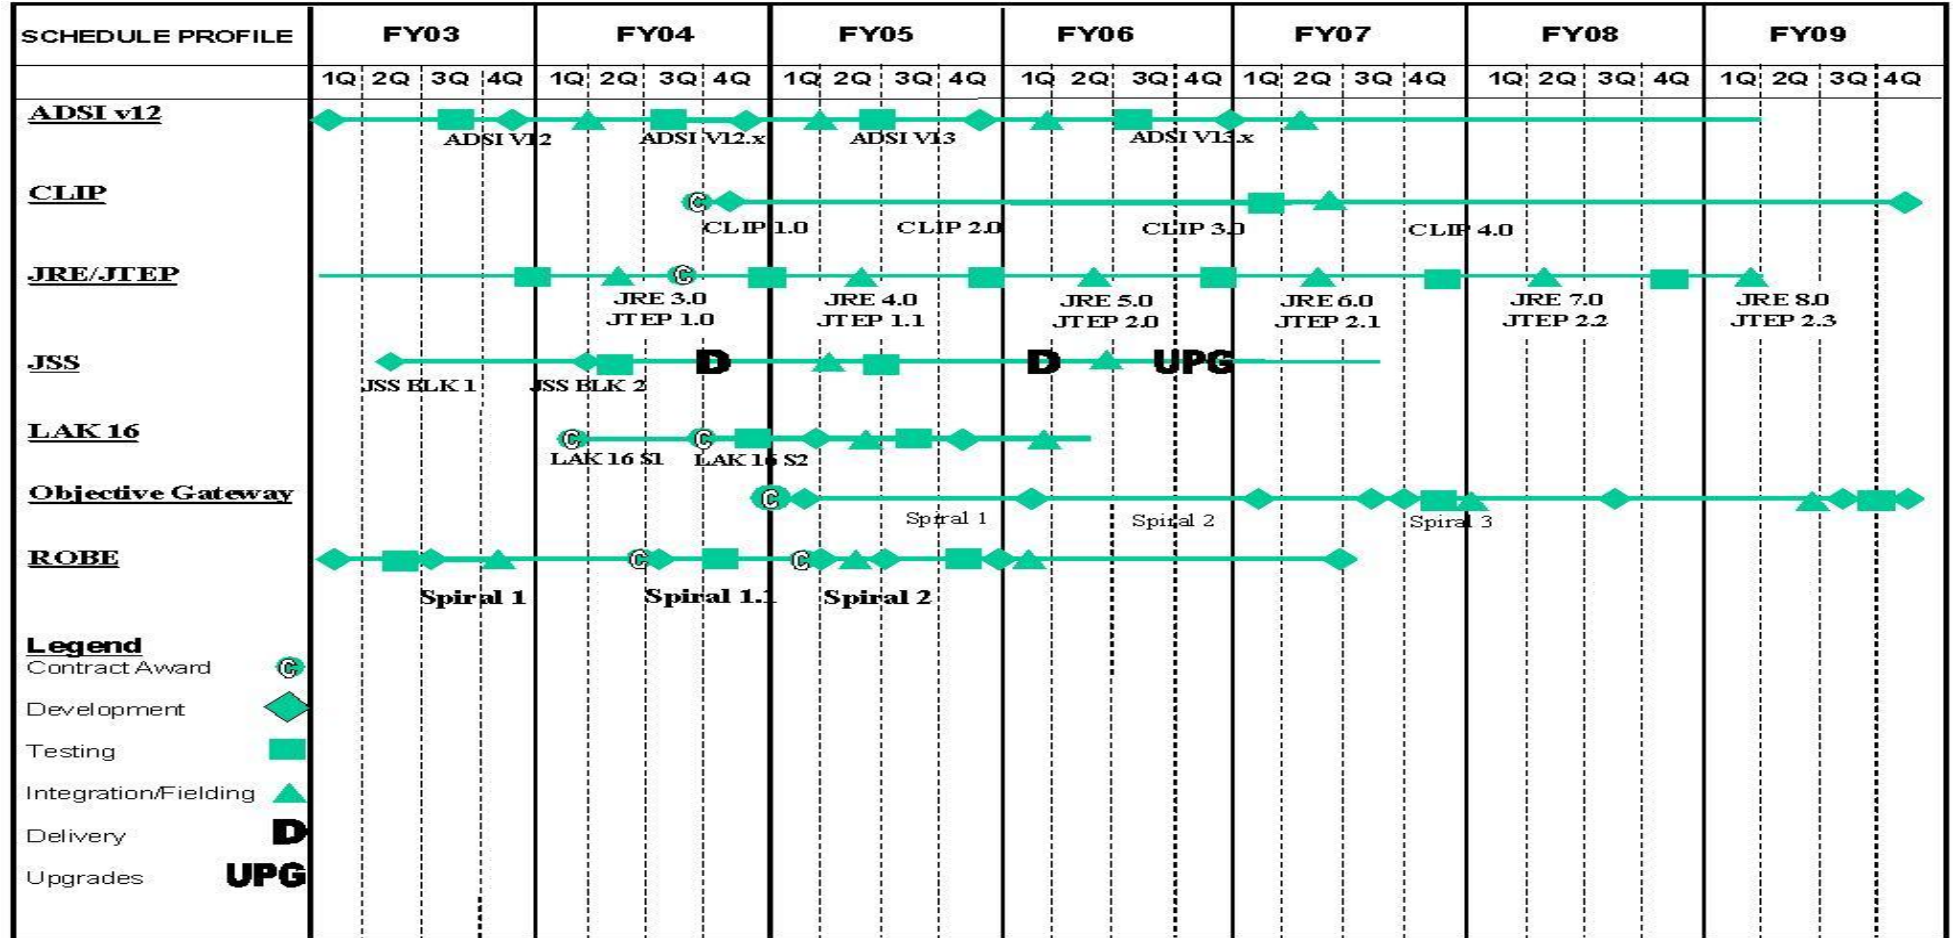 SCHEDULE PROFILE FY03 FY04 FY05 FY06 FY07 FY08 FY09
1Q 2Q 3Q 4Q 1Q 2Q 3Q 4Q 1Q 2Q 3Q 4Q 1Q 2Q 3Q 4Q 1Q 2Q 3Q 4Q 1Q 2Q 3Q 4Q 1Q 2Q 3Q 4Q
ADSI v12
ADSI V12 ADSI V12.x ADSI V13 ADSI V13.x
CLIP C
CLIP 1.0 CLIP 2.0 CLIP 3.0 CLIP 4.0
JRE/JTEP C
JRE 3.0 JRE 4.0 JRE 5.0 JRE 6.0 JRE 7.0 JRE 8.0
JTEP 1.0 JTEP 1.1 JTEP 2.0 JTEP 2.1 JTEP 2.2 JTEP 2.3
JSS D D UPG
JSS BLK 1 JSS BLK 2
LAK 16 C C
LAK 16 S1 LAK 16 S2
Objective Gateway C
Spiral 1 Spiral 2 Spiral 3
ROBE C C
Spiral 1 Spiral 1.1 Spiral 2
Legend
Contract Award C
Development
Testing
Integration/Fielding
Delivery D
Upgrades UPG